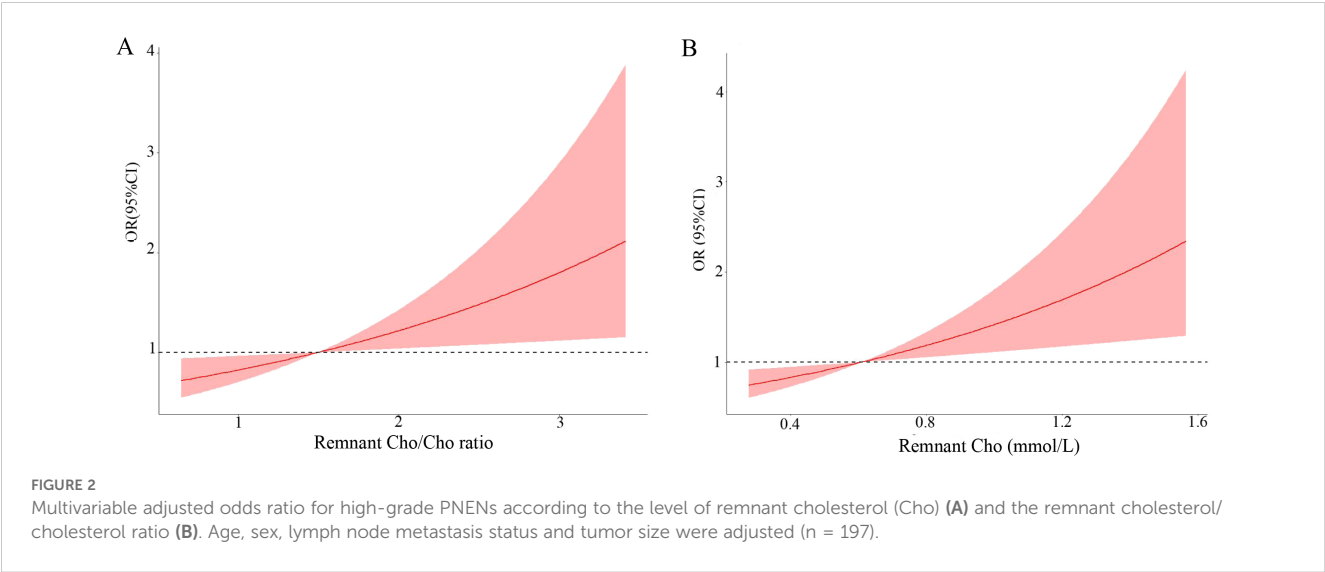 A
4
3
2
1
OR(95%CI)
1
2
3
Remnant Cho/Cho ratio
B
4
3
2
1
OR (95%CI)
0.4
0.8
1.2
1.6
Remnant Cho (mmol/L)
FIGURE 2
Multivariable adjusted odds ratio for high-grade PNENs according to the level of remnant cholesterol (Cho) (A) and the remnant cholesterol/
cholesterol ratio (B). Age, sex, lymph node metastasis status and tumor size were adjusted (n = 197).